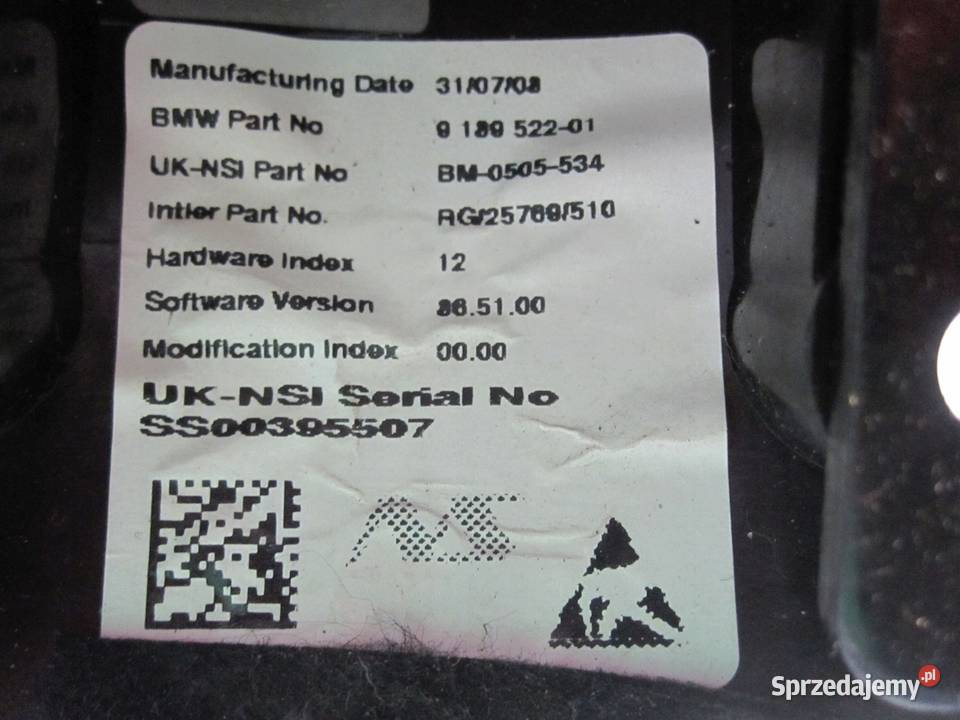 Manufacturing Date 31/07/08
BMW Part No 9 189 522-01
UK-NSI Part No BM-0505-534
Intier Part No. RG/25769/510
Hardware Index 12
Software Version 86.51.00
Modification Index 00.00
UK-NSI Serial No
SS00395507
NS
Sprzedajemy.pl